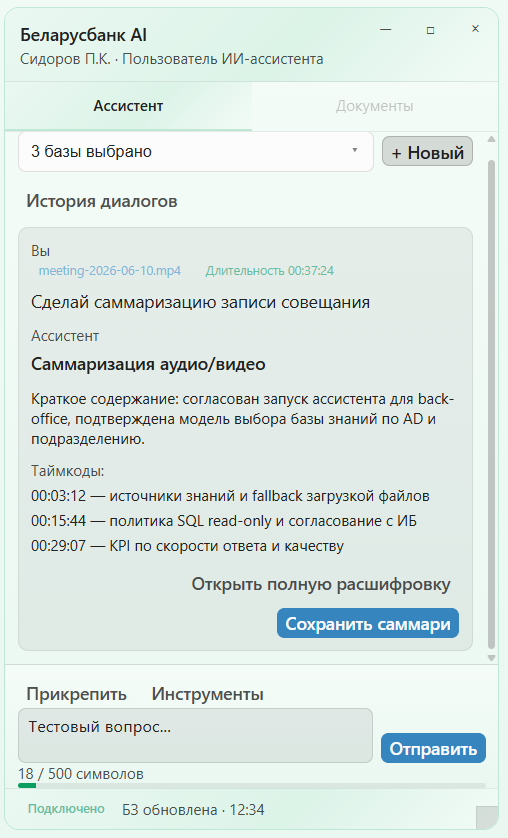 Беларусбанк AI
Сидоров П.К. · Пользователь ИИ-ассистента
Ассистент
Документы
3 базы выбрано
+ Новый
История диалогов
Вы
meeting-2026-06-10.mp4 Длительность 00:37:24
Сделай саммаризацию записи совещания
Ассистент
Саммаризация аудио/видео
Краткое содержание: согласован запуск ассистента для back-
office, подтверждена модель выбора базы знаний по AD и
подразделению.
Таймкоды:
00:03:12 — источники знаний и fallback загрузкой файлов
00:15:44 — политика SQL read-only и согласование с ИБ
00:29:07 — KPI по скорости ответа и качеству
Открыть полную расшифровку
Сохранить саммари
Прикрепить Инструменты
Тестовый вопрос...
Отправить
18 / 500 символов
Подключено БЗ обновлена · 12:34